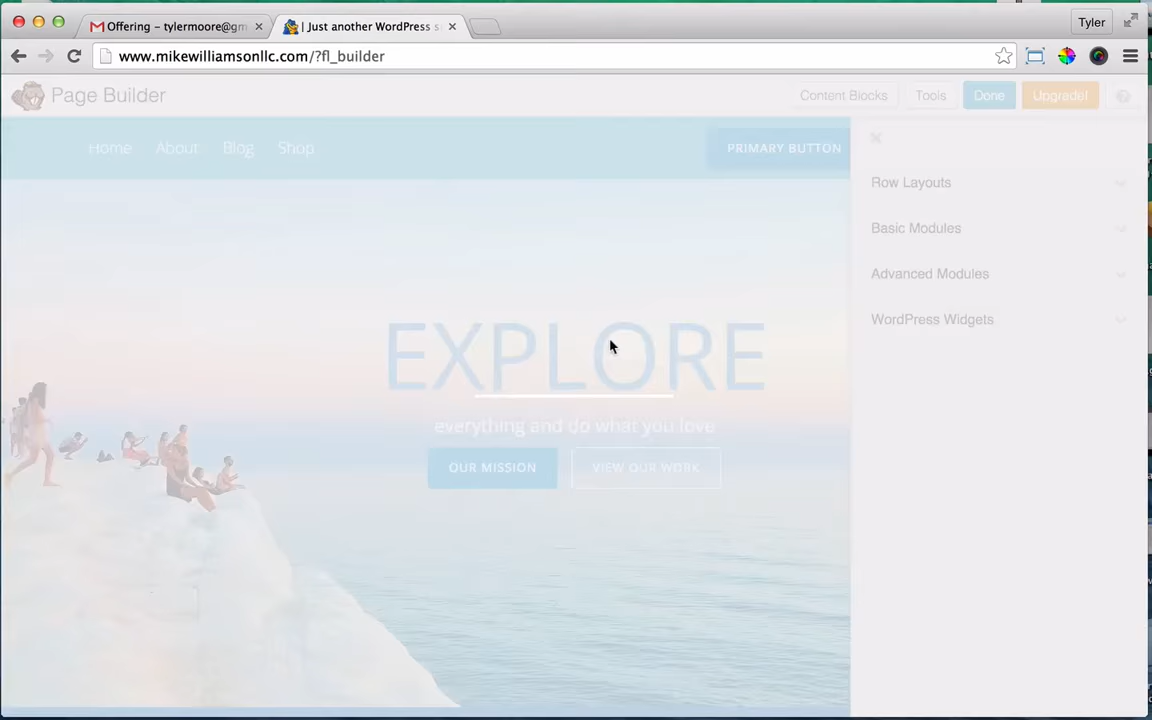 Offering – tylermoore@gm
| Just another WordPress s
Tyler
www.mikewilliamsonllc.com/?fl_builder
Page Builder
Content Blocks
Tools
Done
Upgrade!
?
Home
About
Blog
Shop
PRIMARY BUTTON
Row Layouts
Basic Modules
Advanced Modules
WordPress Widgets
EXPLORE
everything and do what you love
OUR MISSION
VIEW OUR WORK